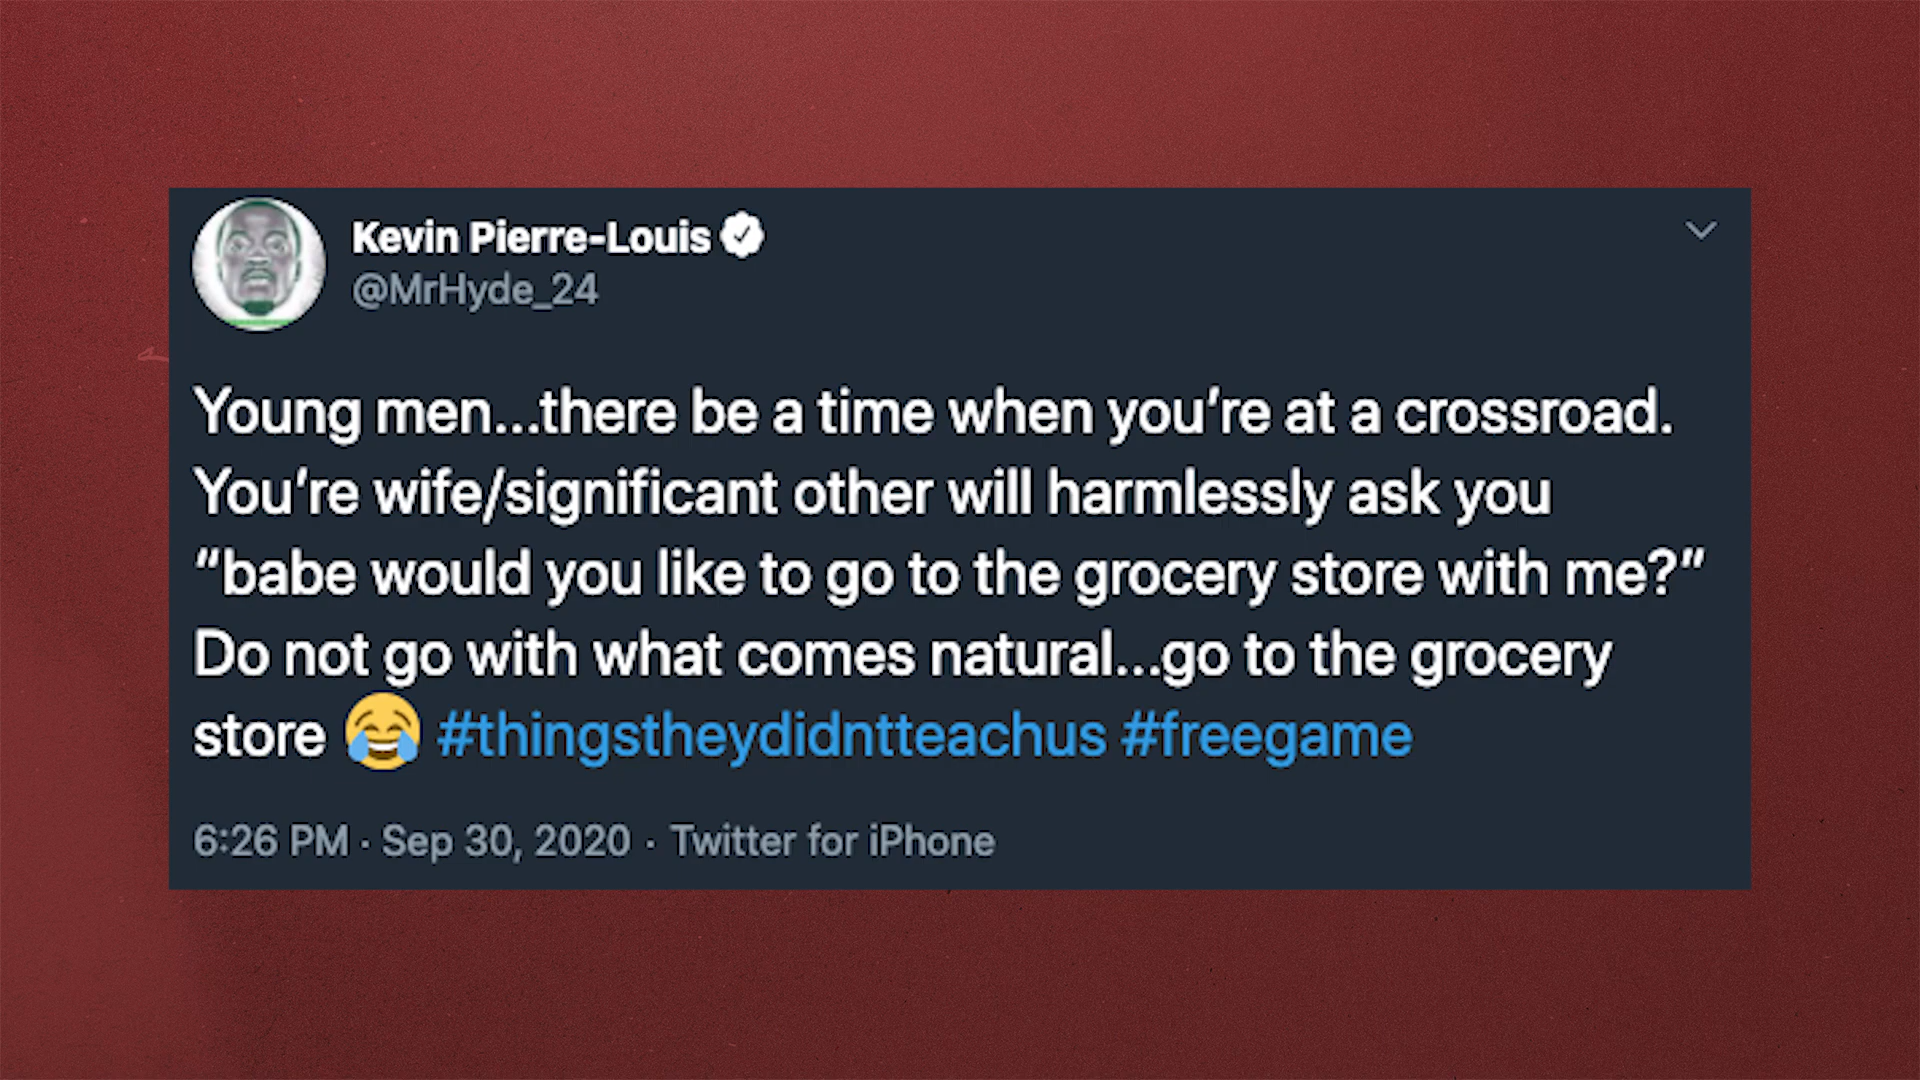 Kevin Pierre-Louis
@MrHyde_24
Young men...there be a time when you're at a crossroad.
You're wife/significant other will harmlessly ask you
“babe would you like to go to the grocery store with me?”
Do not go with what comes natural...go to the grocery
store 😂 #thingstheydidntteachus #freegame
6:26 PM · Sep 30, 2020 · Twitter for iPhone